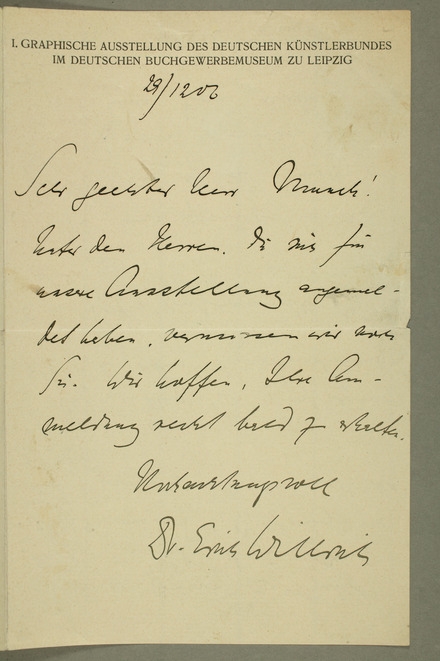 I. GRAPHISCHE AUSSTELLUNG DES DEUTSCHEN KÜNSTLERBUNDES
IM DEUTSCHEN BUCHGEWERBEMUSEUM ZU LEIPZIG
29/12 06
Sehr geehrter Herr Munch!
Unter den Herren, die sich für
unsere Ausstellung angemel-
det haben, vermissen wir noch
Sie. Wir hoffen, Ihre An-
meldung recht bald zu erhalten.
Hochachtungsvoll
Dr. Erich Willrich